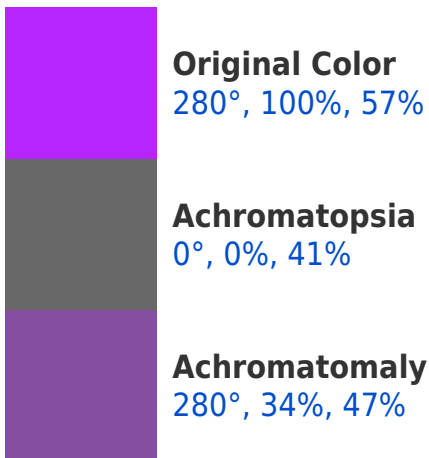 Original Color
280°, 100%, 57%
Achromatopsia
0°, 0%, 41%
Achromatomaly
280°, 34%, 47%